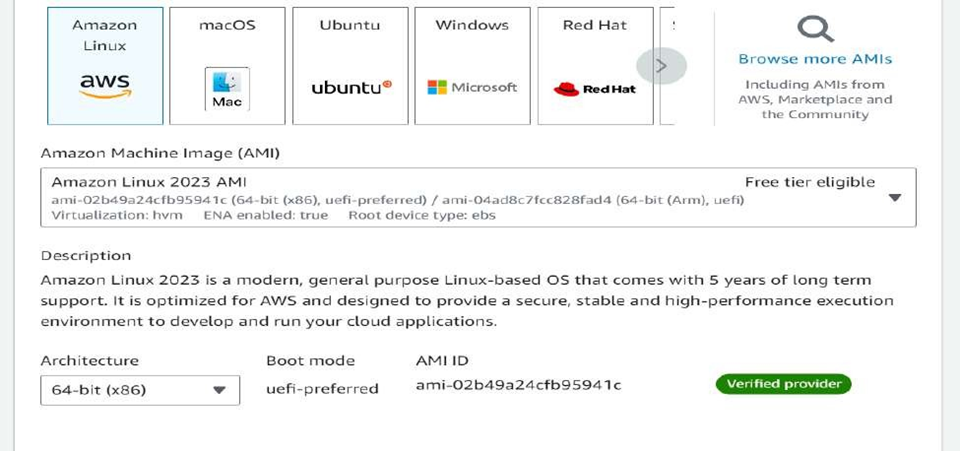 Amazon
Linux
aws
macOS
Mac
Ubuntu
ubuntu
Windows
Microsoft
Red Hat
Red Hat
Browse more AMIs
Including AMIs from
AWS, Marketplace and
the Community
Amazon Machine Image (AMI)
Amazon Linux 2023 AMI Free tier eligible
ami-02b49a24cfb95941c (64-bit (x86), uefi-preferred) / ami-04ad8c7fcc828fad4 (64-bit (Arm), uefi)
Virtualization: hvm ENA enabled: true Root device type: ebs
Description
Amazon Linux 2023 is a modern, general purpose Linux-based OS that comes with 5 years of long term
support. It is optimized for AWS and designed to provide a secure, stable and high-performance execution
environment to develop and run your cloud applications.
Architecture Boot mode AMI ID
64-bit (x86) uefi-preferred ami-02b49a24cfb95941c Verified provider